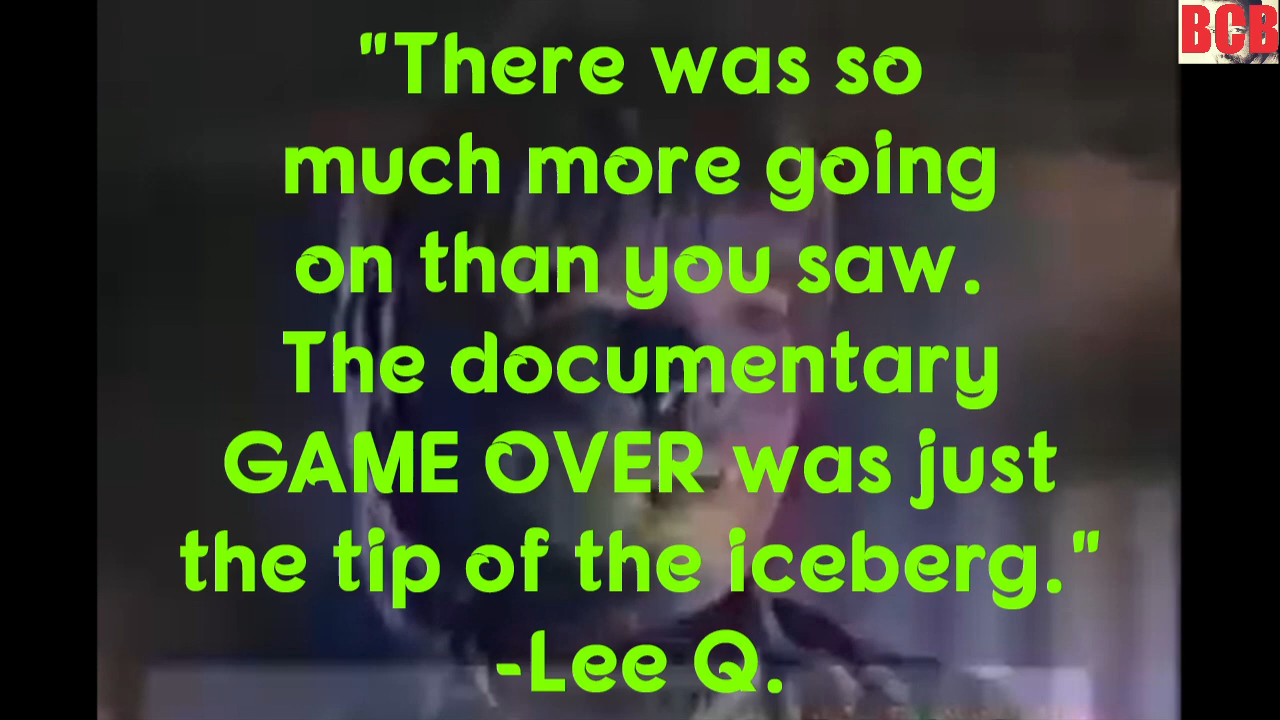 BCB
"There was so
much more going
on than you saw.
The documentary
GAME OVER was just
the tip of the iceberg."
-Lee Q.